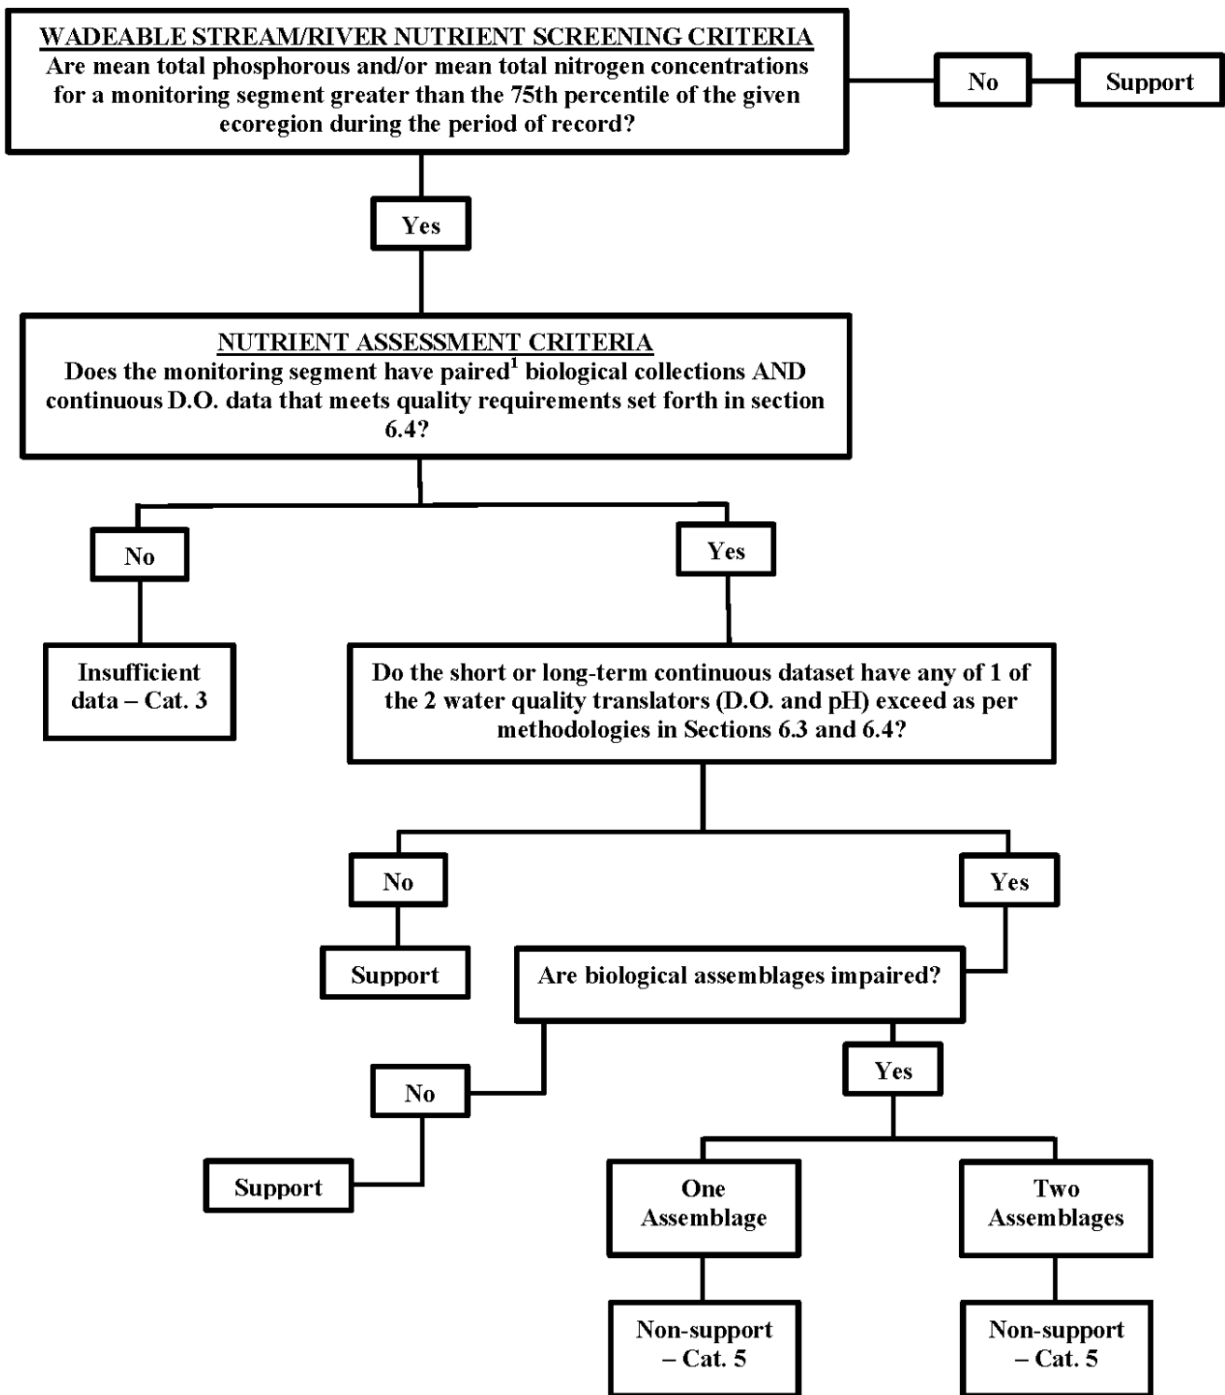 WADEABLE STREAM/RIVER NUTRIENT SCREENING CRITERIA
Are mean total phosphorous and/or mean total nitrogen concentrations
for a monitoring segment greater than the 75th percentile of the given
ecoregion during the period of record?
No
Support
Yes
NUTRIENT ASSESSMENT CRITERIA
Does the monitoring segment have paired¹ biological collections AND
continuous D.O. data that meets quality requirements set forth in section
6.4?
No
Yes
Insufficient
data – Cat. 3
Do the short or long-term continuous dataset have any of 1 of
the 2 water quality translators (D.O. and pH) exceed as per
methodologies in Sections 6.3 and 6.4?
No
Yes
Support
Are biological assemblages impaired?
No
Yes
Support
One
Assemblage
Two
Assemblages
Non-support
– Cat. 5
Non-support
– Cat. 5